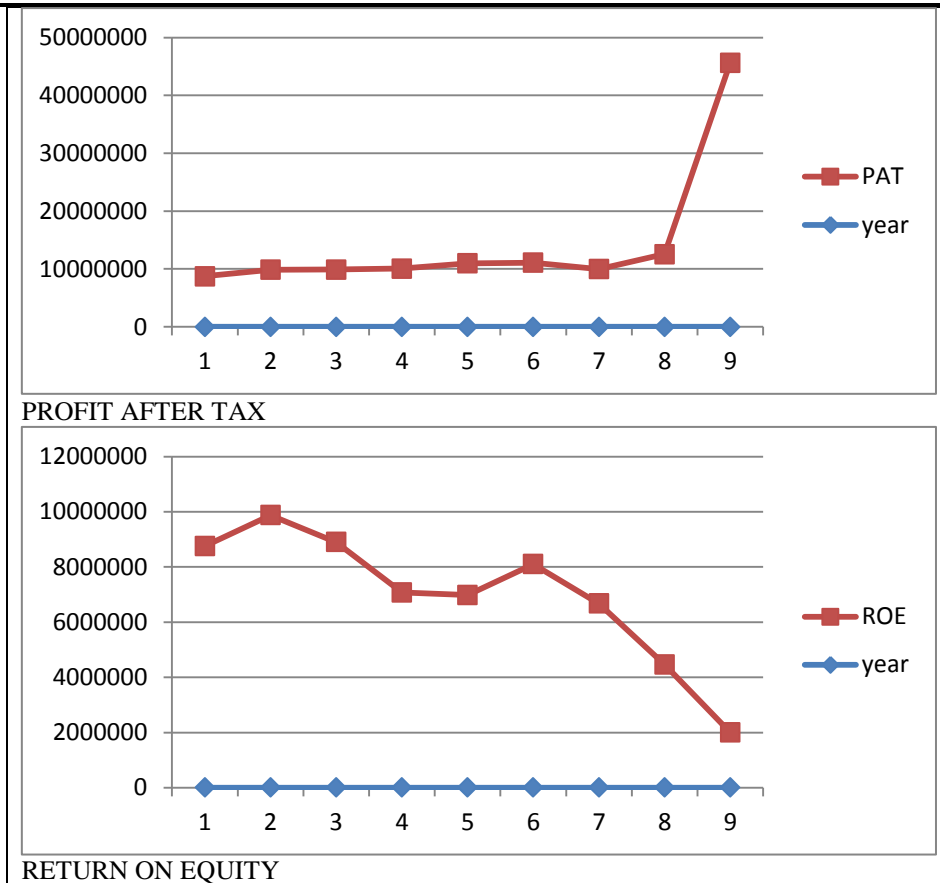 50000000
40000000
30000000
20000000
10000000
0
1 2 3 4 5 6 7 8 9
PAT
year
PROFIT AFTER TAX
12000000
10000000
8000000
6000000
4000000
2000000
0
1 2 3 4 5 6 7 8 9
ROE
year
RETURN ON EQUITY